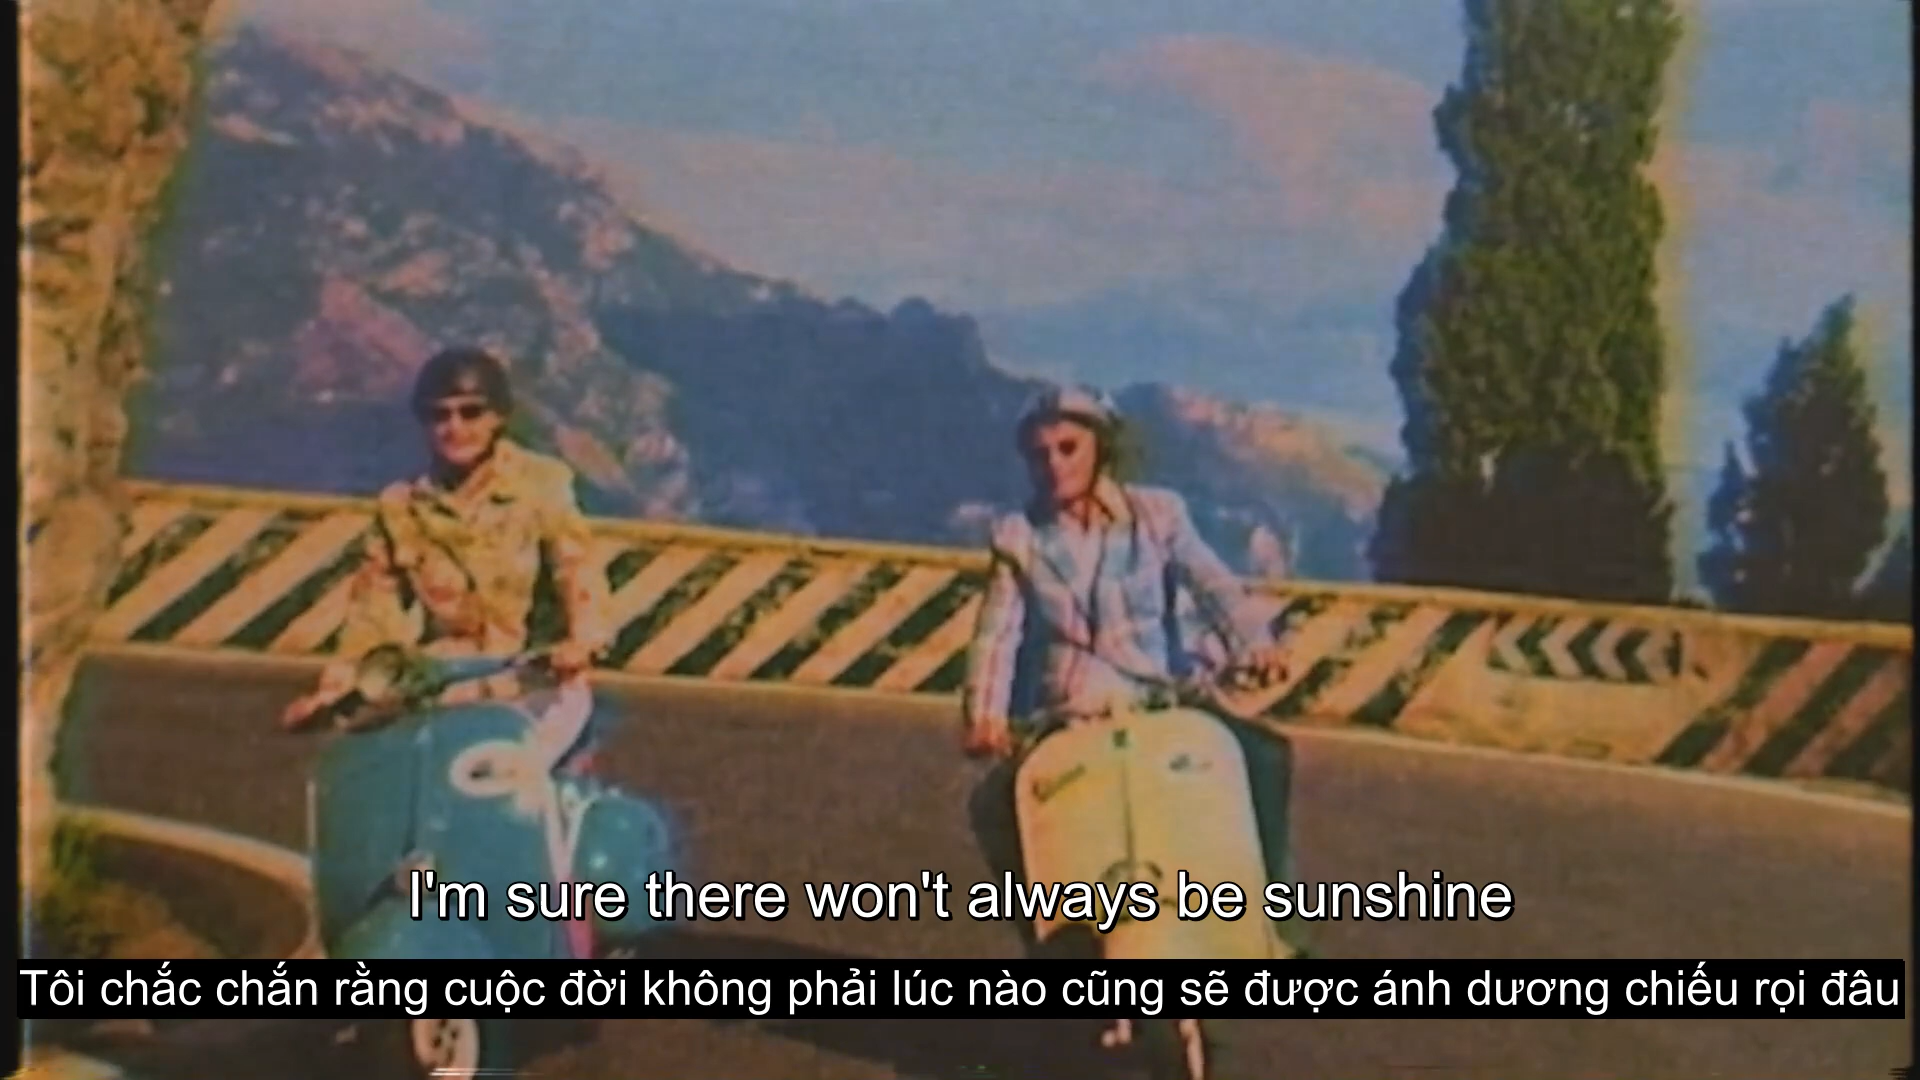 I'm sure there won't always be sunshine
Tôi chắc chắn rằng cuộc đời không phải lúc nào cũng sẽ được ánh dương chiếu rọi đâu